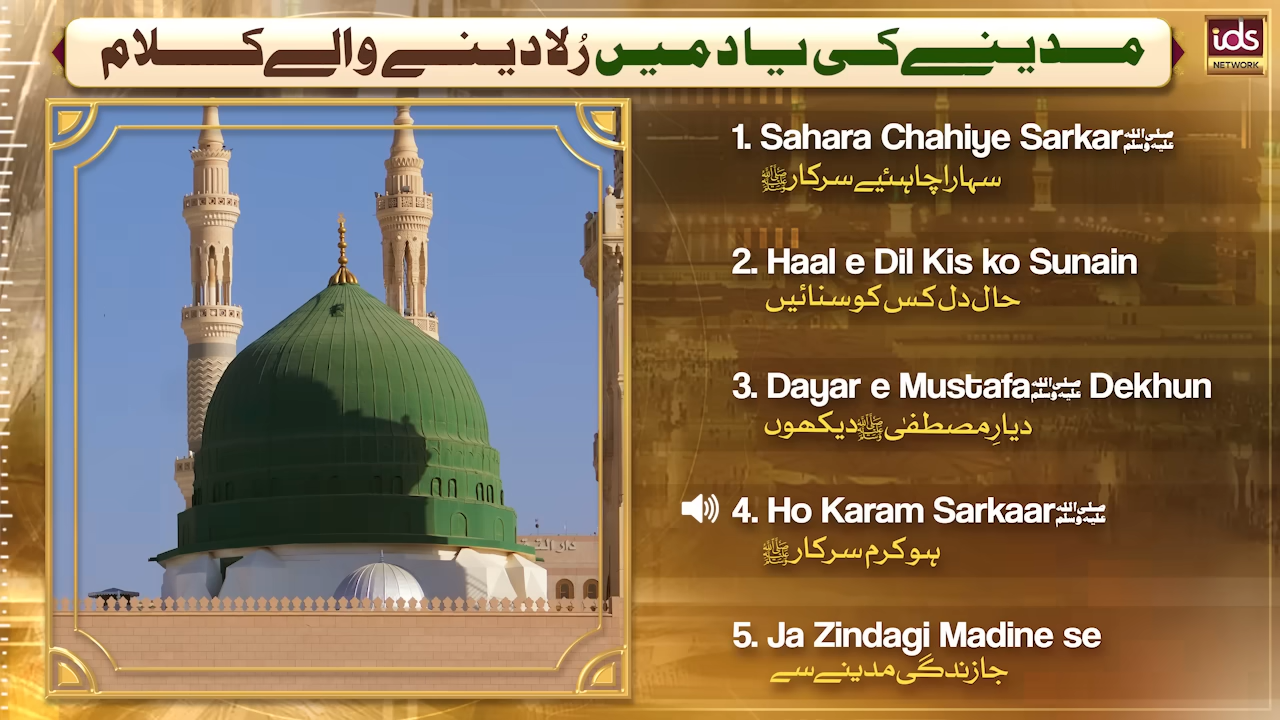 مدینے کی یاد میں رُلا دینے والے کلام
ids
NETWORK
1. Sahara Chahiye Sarkar ﷺ
سہارا چاہئیے سرکار ﷺ
2. Haal e Dil Kis ko Sunain
حال دل کس کو سنائیں
3. Dayar e Mustafa ﷺ Dekhun
دیارِ مصطفیٰ ﷺ دیکھوں
4. Ho Karam Sarkaar ﷺ
ہو کرم سرکار ﷺ
5. Ja Zindagi Madine se
جا زندگی مدینے سے